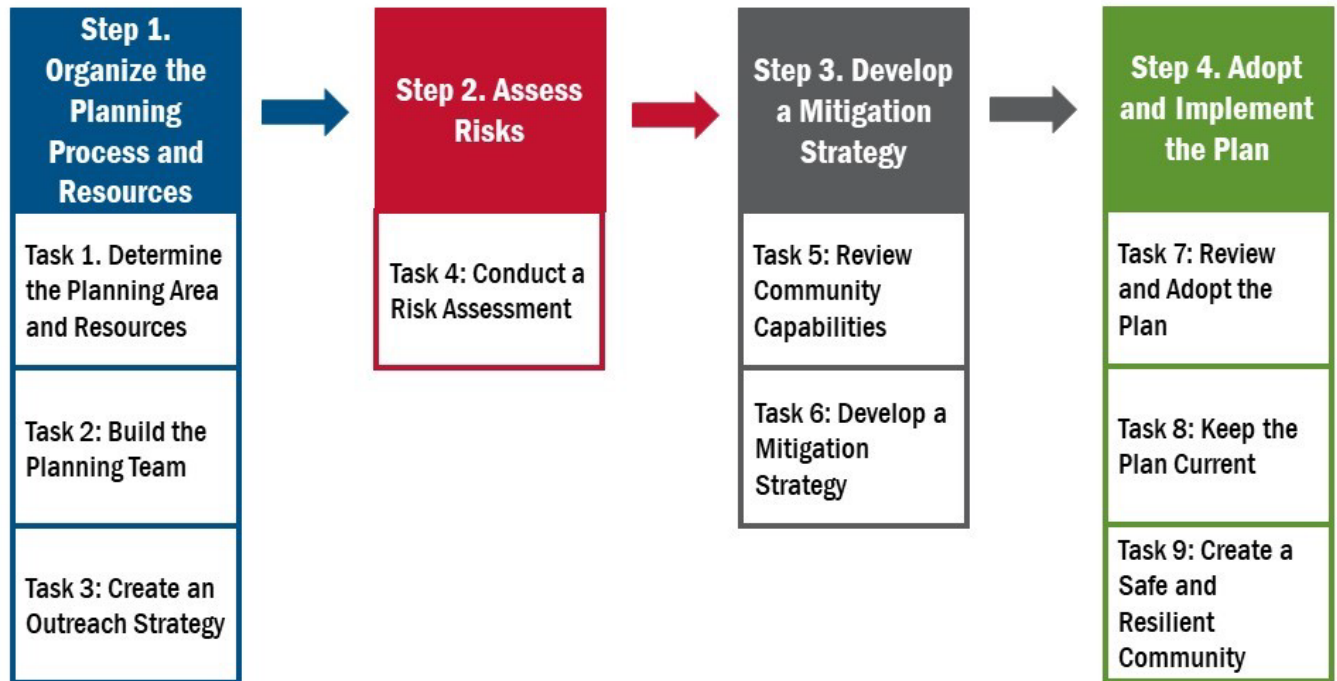 Step 1.
Organize the
Planning
Process and
Resources
Task 1. Determine
the Planning Area
and Resources
Task 2: Build the
Planning Team
Task 3: Create an
Outreach Strategy
Step 2. Assess
Risks
Task 4: Conduct a
Risk Assessment
Step 3. Develop
a Mitigation
Strategy
Task 5: Review
Community
Capabilities
Task 6: Develop a
Mitigation
Strategy
Step 4. Adopt
and Implement
the Plan
Task 7: Review
and Adopt the
Plan
Task 8: Keep the
Plan Current
Task 9: Create a
Safe and
Resilient
Community